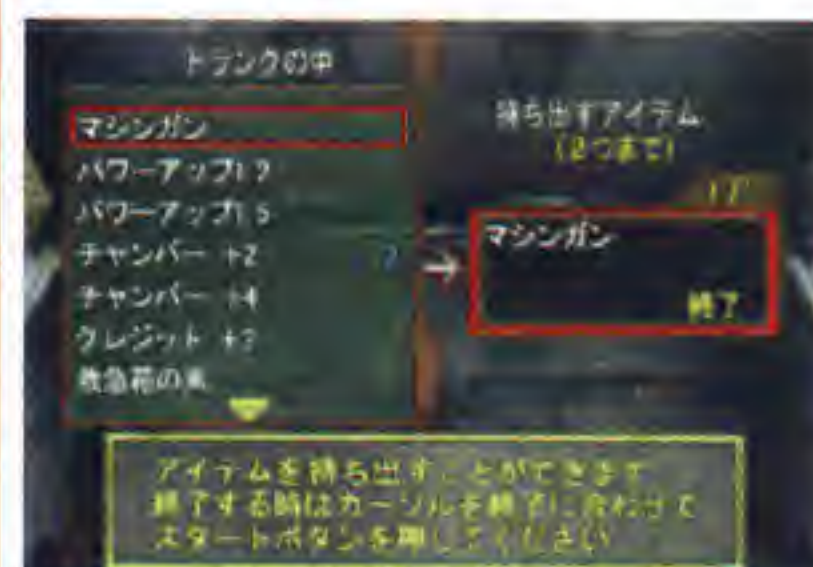 トランクの中
マシンガン
パワーアップ1.2
パワーアップ1.5
チャンバー +2
チャンバー +4
クレジット +2
救急箱の素
持ち出すアイテム
(2つまで)
マシンガン
終了
アイテムを持ち出すことができます
終了する時はカーソルを終了に合わせて
スタートボタンを押してください